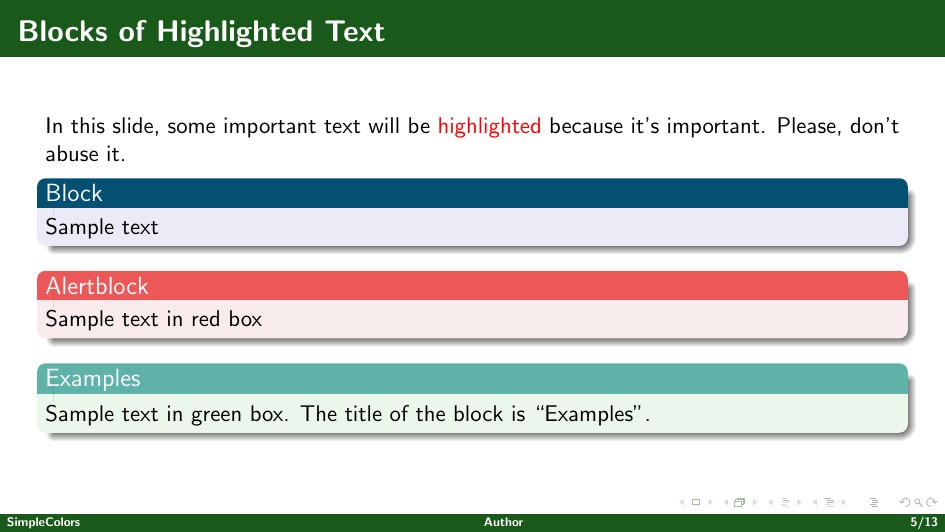 Blocks of Highlighted Text
In this slide, some important text will be highlighted because it's important. Please, don't
abuse it.
Block
Sample text
Alertblock
Sample text in red box
Examples
Sample text in green box. The title of the block is “Examples”.
SimpleColors Author 5/13